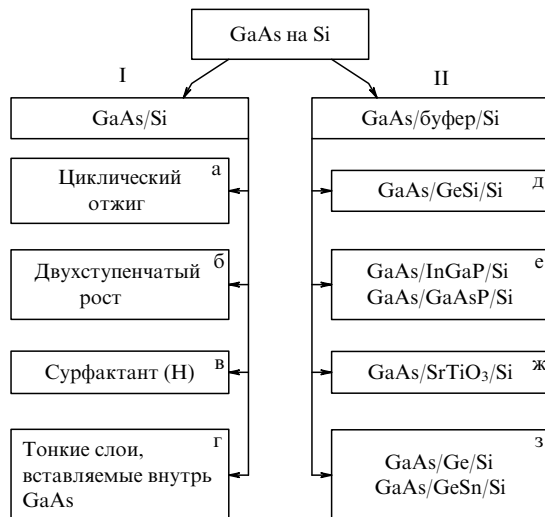 GaAs на Si
I
II
GaAs/Si
GaAs/буфер/Si
а
Циклический
отжиг
д
GaAs/GeSi/Si
б
Двухступенчатый
рост
е
GaAs/InGaP/Si
GaAs/GaAsP/Si
в
Сурфактант (H)
ж
GaAs/SrTiO₃/Si
г
Тонкие слои,
вставляемые внутрь
GaAs
з
GaAs/Ge/Si
GaAs/GeSn/Si